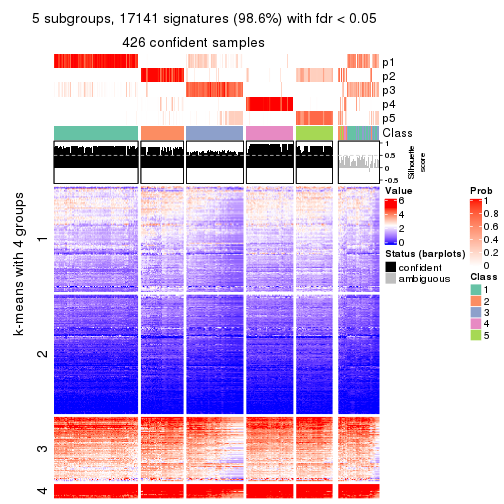 5 subgroups, 17141 signatures (98.6%) with fdr < 0.05
426 confident samples
p1
p2
p3
p4
p5
Class
1
0.5
0
-0.5
Silhouette
score
k-means with 4 groups
1
2
3
4
Value
6
4
2
0
Status (barplots)
confident
ambiguous
Prob
1
0.8
0.6
0.4
0.2
0
Class
1
2
3
4
5